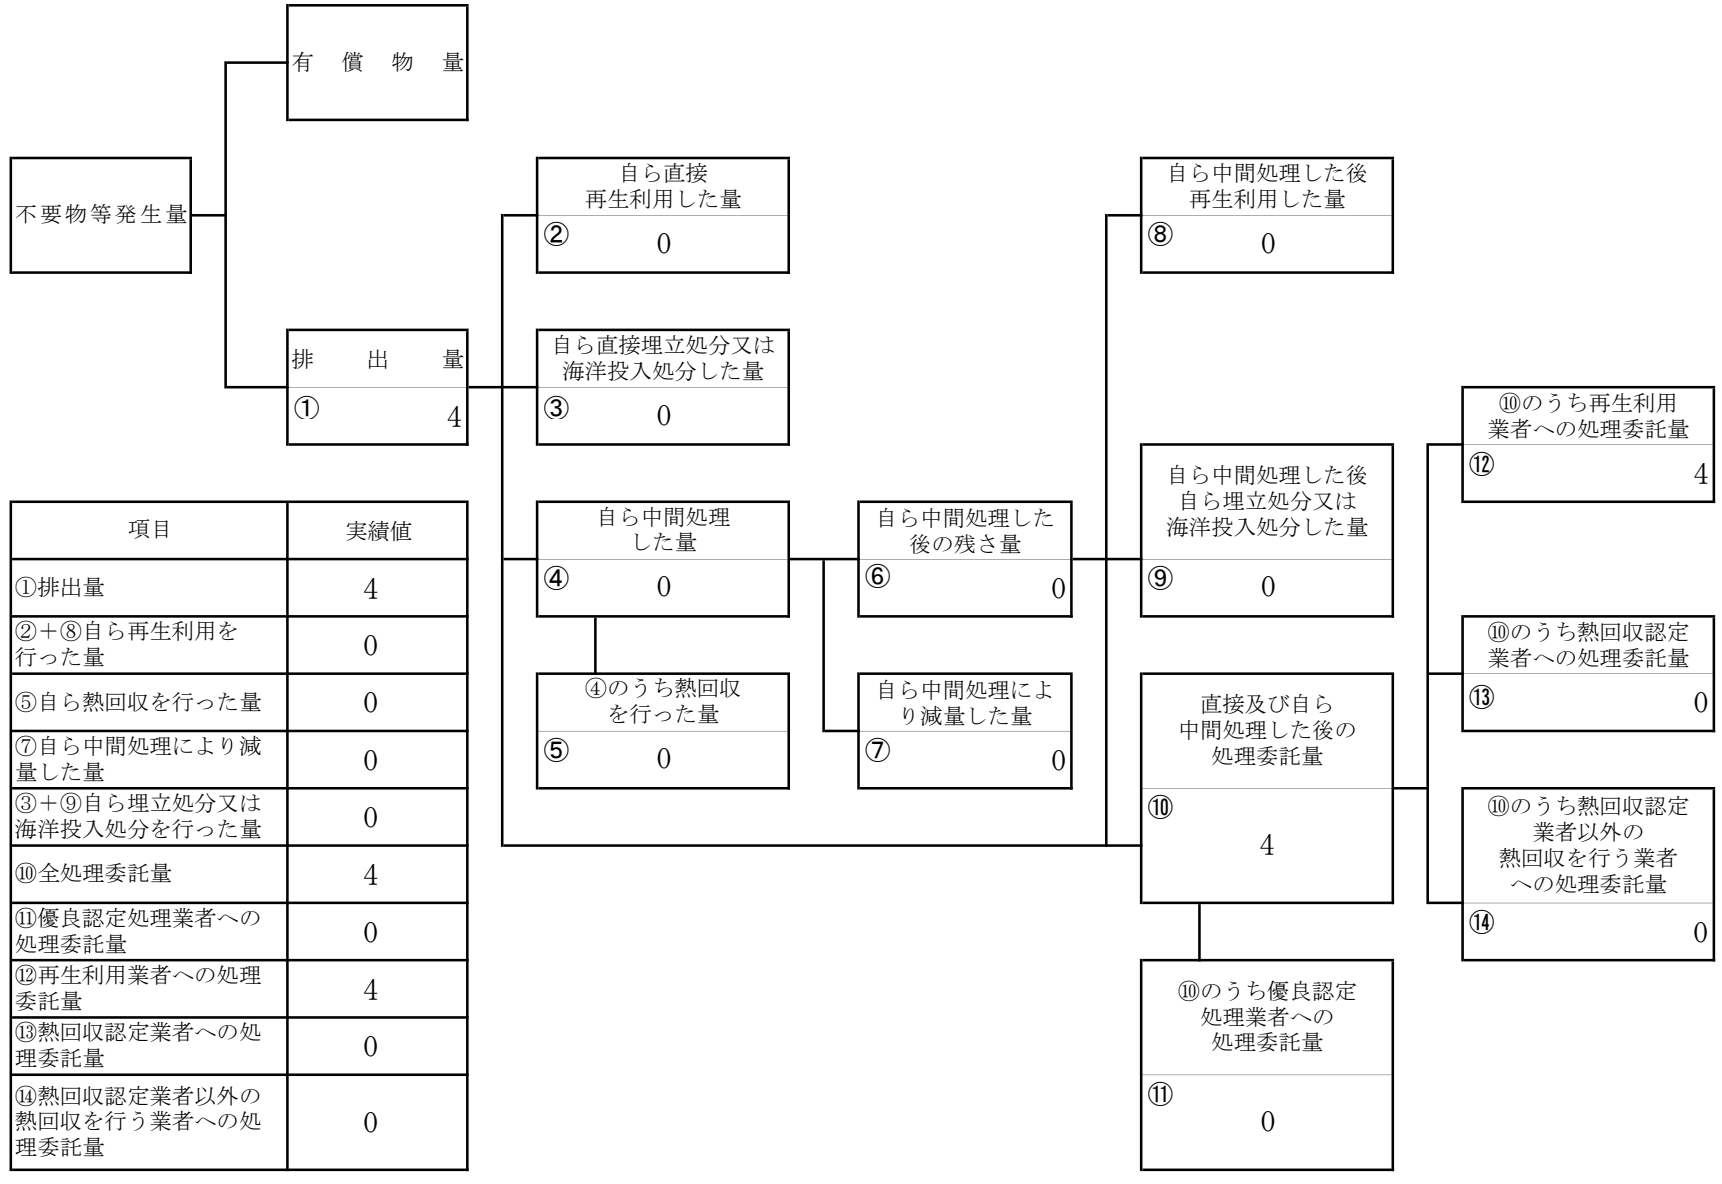 有償物量
不要物等発生量
排出量
①
4
自ら直接
再生利用した量
②
0
自ら直接埋立処分又は
海洋投入処分した量
③
0
自ら中間処理
した量
④
0
④のうち熱回収
を行った量
⑤
0
自ら中間処理した
後の残さ量
⑥
0
自ら中間処理によ
り減量した量
⑦
0
自ら中間処理した後
再生利用した量
⑧
0
自ら中間処理した後
自ら埋立処分又は
海洋投入処分した量
⑨
0
直接及び自ら
中間処理した後の
処理委託量
⑩
4
⑩のうち優良認定
処理業者への
処理委託量
⑪
0
⑩のうち再生利用
業者への処理委託量
⑫
4
⑩のうち熱回収認定
業者への処理委託量
⑬
0
⑩のうち熱回収認定
業者以外の
熱回収を行う業者
への処理委託量
⑭
0
項目 実績値
①排出量 4
②＋⑧自ら再生利用を
行った量 0
⑤自ら熱回収を行った量 0
⑦自ら中間処理により減
量した量 0
③＋⑨自ら埋立処分又は
海洋投入処分を行った量 0
⑩全処理委託量 4
⑪優良認定処理業者への
処理委託量 0
⑫再生利用業者への処理
委託量 4
⑬熱回収認定業者への処
理委託量 0
⑭熱回収認定業者以外の
熱回収を行う業者への処
理委託量 0